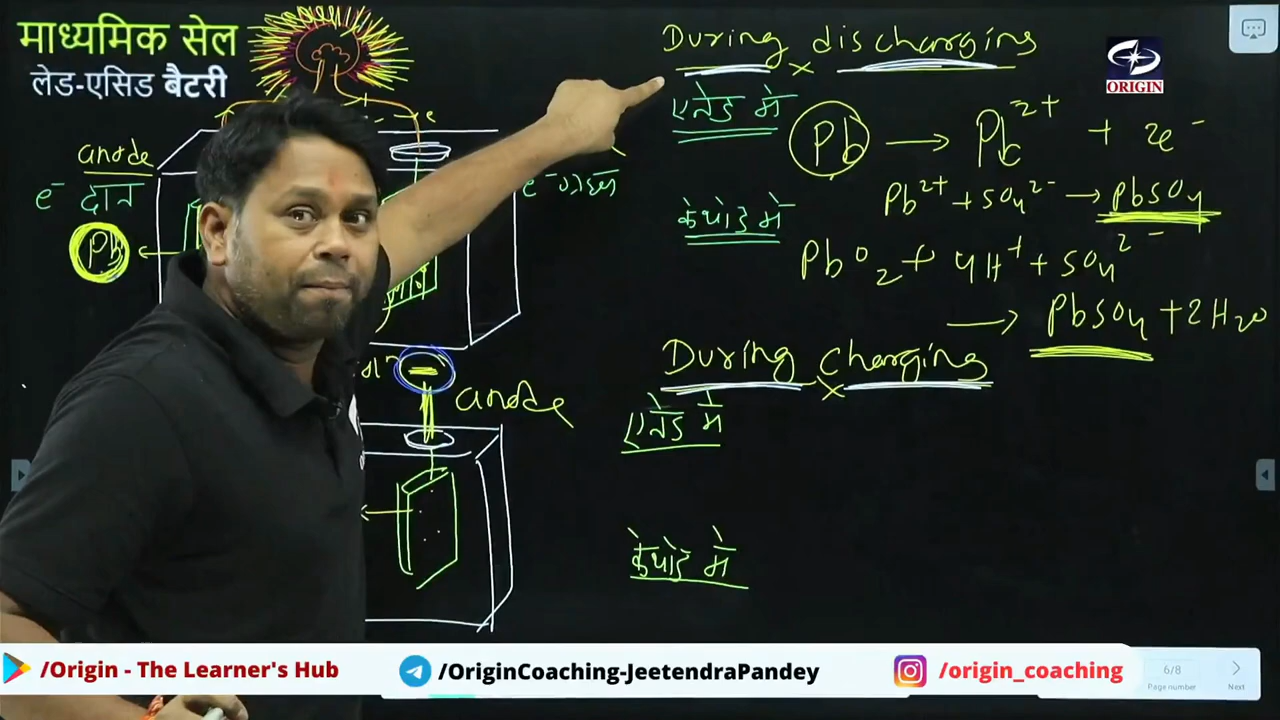 माध्यमिक सेल
लेड-एसिड बैटरी
anode
e⁻ दान
Pb
e⁻ ग्रहण
anode
During discharging
एनोड में
Pb → Pb²⁺ + 2e⁻
Pb²⁺ + SO₄²⁻ → PbSO₄
कैथोड में
PbO₂ + 4H⁺ + SO₄²⁻
→ PbSO₄ + 2H₂O
During charging
एनोड में
कैथोड में
ORIGIN
/Origin - The Learner's Hub
/OriginCoaching-JeetendraPandey
/origin_coaching
6/8
Page number
Next